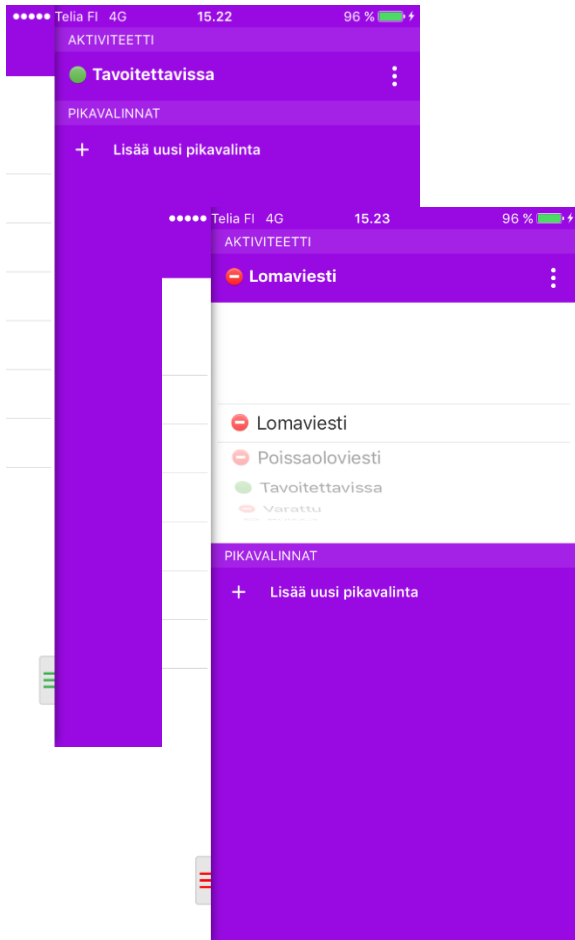 Telia FI 4G 15.22 96 %
AKTIVITEETTI
Tavoitettavissa
PIKAVALINNAT
+ Lisää uusi pikavalinta
Telia FI 4G 15.23 96 %
AKTIVITEETTI
Lomaviesti
Lomaviesti
Poissaoloviesti
Tavoitettavissa
Varattu
PIKAVALINNAT
+ Lisää uusi pikavalinta